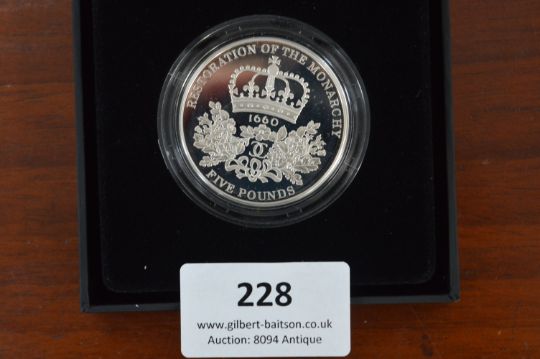 RESTORATION OF THE MONARCHY
1660
FIVE POUNDS
228
www.gilbert-baitson.co.uk
Auction: 8094 Antique